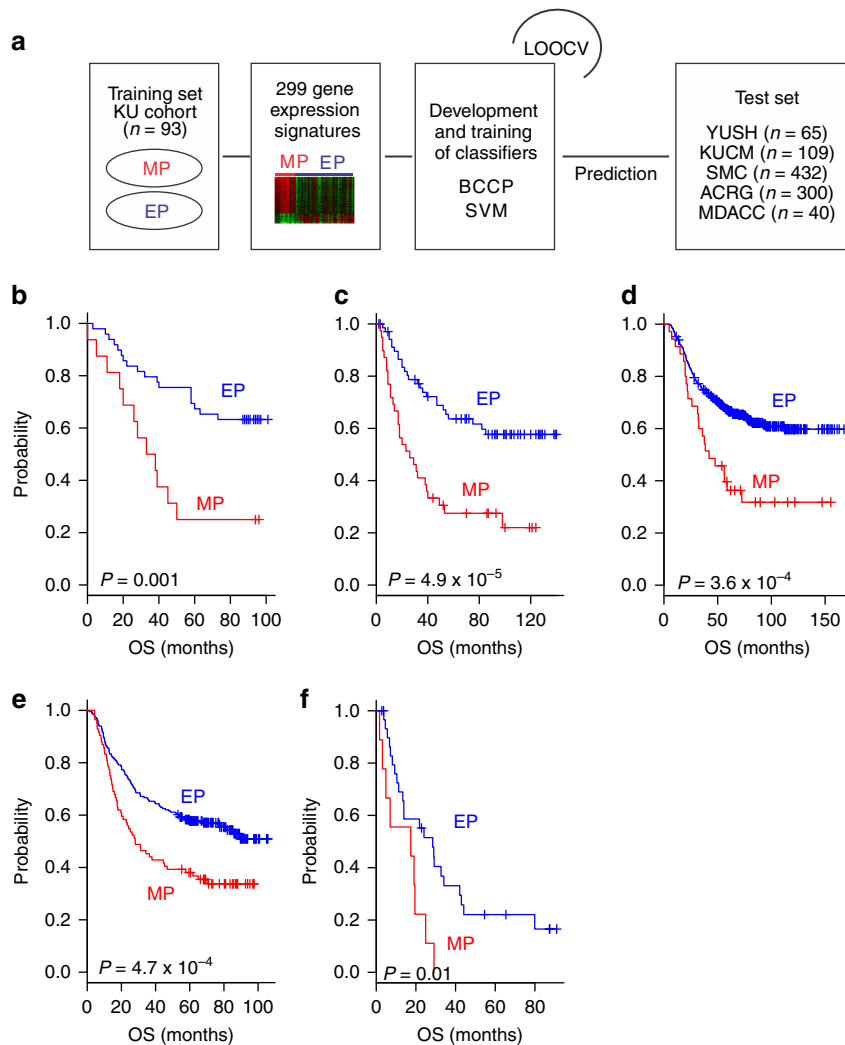 a
LOOCV
Training set
KU cohort
(n = 93)
MP
EP
299 gene
expression
signatures
MP EP
Development
and training
of classifiers
BCCP
SVM
Prediction
Test set
YUSH (n = 65)
KUCM (n = 109)
SMC (n = 432)
ACRG (n = 300)
MDACC (n = 40)
b
1.0
0.8
0.6
0.4
0.2
0.0
Probability
EP
MP
P = 0.001
0 20 40 60 80 100
OS (months)
c
1.0
0.8
0.6
0.4
0.2
0.0
EP
MP
P = 4.9 x 10⁻⁵
0 40 80 120
OS (months)
d
1.0
0.8
0.6
0.4
0.2
0.0
EP
MP
P = 3.6 x 10⁻⁴
0 50 100 150
OS (months)
e
1.0
0.8
0.6
0.4
0.2
0.0
Probability
EP
MP
P = 4.7 x 10⁻⁴
0 20 40 60 80 100
OS (months)
f
1.0
0.8
0.6
0.4
0.2
0.0
Probability
EP
MP
P = 0.01
0 20 40 60 80
OS (months)